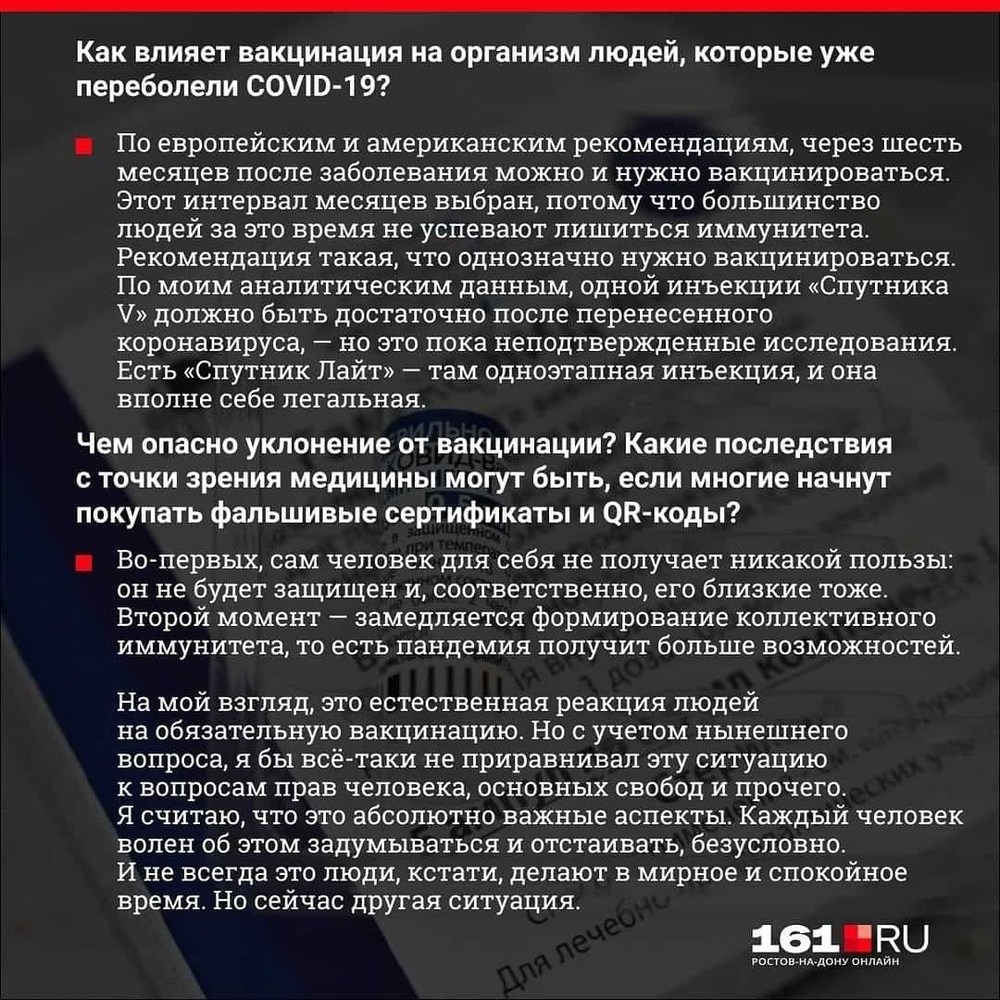 Как влияет вакцинация на организм людей, которые уже
переболели COVID-19?
По европейским и американским рекомендациям, через шесть
месяцев после заболевания можно и нужно вакцинироваться.
Этот интервал месяцев выбран, потому что большинство
людей за это время не успевают лишиться иммунитета.
Рекомендация такая, что однозначно нужно вакцинироваться.
По моим аналитическим данным, одной инъекции «Спутника
V» должно быть достаточно после перенесенного
коронавируса, — но это пока неподтвержденные исследования.
Есть «Спутник Лайт» — там одноэтапная инъекция, и она
вполне себе легальная.
Чем опасно уклонение от вакцинации? Какие последствия
с точки зрения медицины могут быть, если многие начнут
покупать фальшивые сертификаты и QR-коды?
Во-первых, сам человек для себя не получает никакой пользы:
он не будет защищен и, соответственно, его близкие тоже.
Второй момент — замедляется формирование коллективного
иммунитета, то есть пандемия получит больше возможностей.
На мой взгляд, это естественная реакция людей
на обязательную вакцинацию. Но с учетом нынешнего
вопроса, я бы всё-таки не приравнивал эту ситуацию
к вопросам прав человека, основных свобод и прочего.
Я считаю, что это абсолютно важные аспекты. Каждый человек
волен об этом задумываться и отстаивать, безусловно.
И не всегда это люди, кстати, делают в мирное и спокойное
время. Но сейчас другая ситуация.
161.RU
РОСТОВ-НА-ДОНУ ОНЛАЙН
Для лечебно